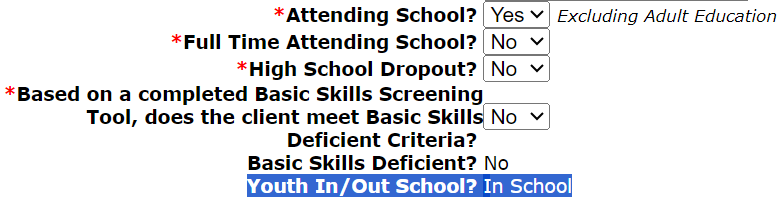 *Attending School? Yes Excluding Adult Education
*Full Time Attending School? No
*High School Dropout? No
*Based on a completed Basic Skills Screening
Tool, does the client meet Basic Skills No
Deficient Criteria?
Basic Skills Deficient? No
Youth In/Out School? In School